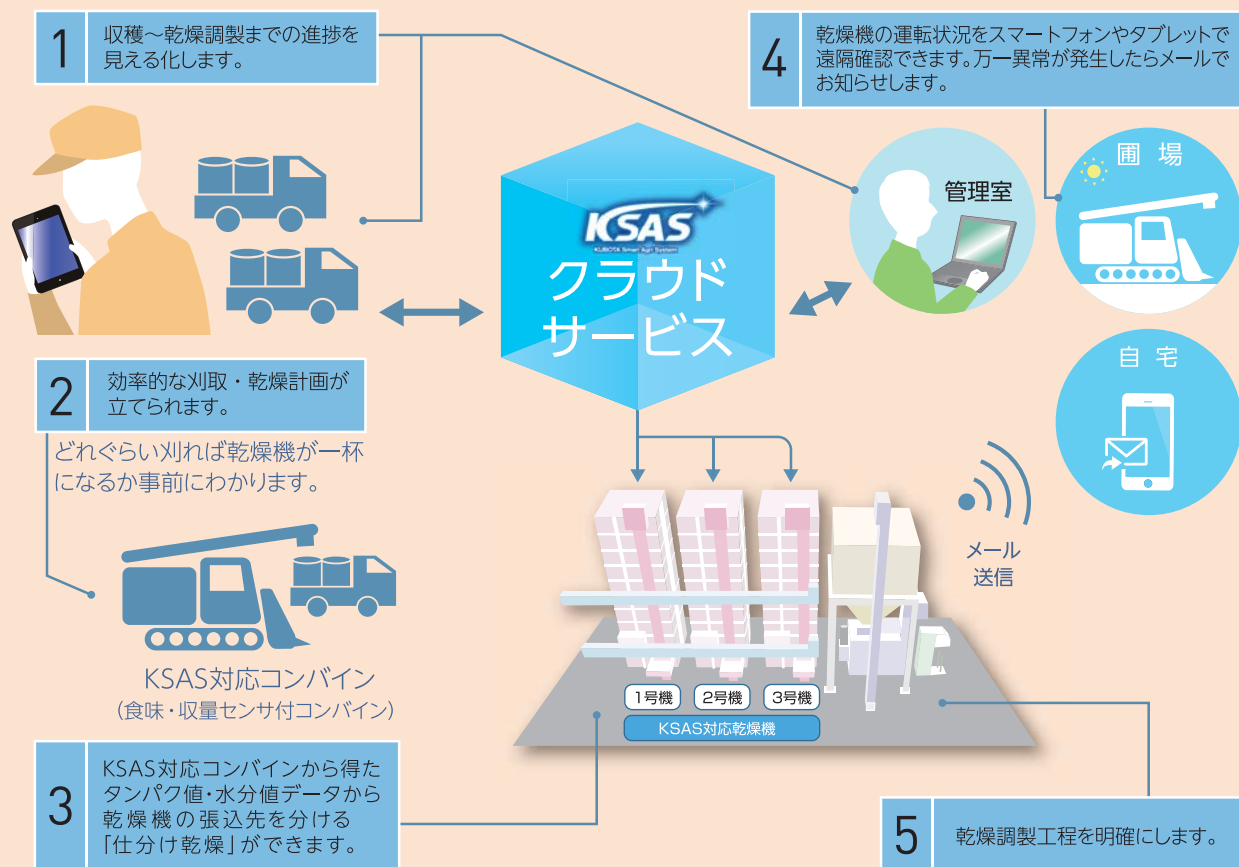 1
収穫～乾燥調製までの進捗を
見える化します。
4
乾燥機の運転状況をスマートフォンやタブレットで
遠隔確認できます。万一異常が発生したらメールで
お知らせします。
圃場
管理室
KSAS
KUBOTA Smart Agri System
クラウド
サービス
自宅
2
効率的な刈取・乾燥計画が
立てられます。
どれぐらい刈れば乾燥機が一杯
になるか事前にわかります。
メール
送信
KSAS対応コンバイン
(食味・収量センサ付コンバイン)
1号機
2号機
3号機
KSAS対応乾燥機
3
KSAS対応コンバインから得た
タンパク値・水分値データから
乾燥機の張込先を分ける
「仕分け乾燥」ができます。
5
乾燥調製工程を明確にします。